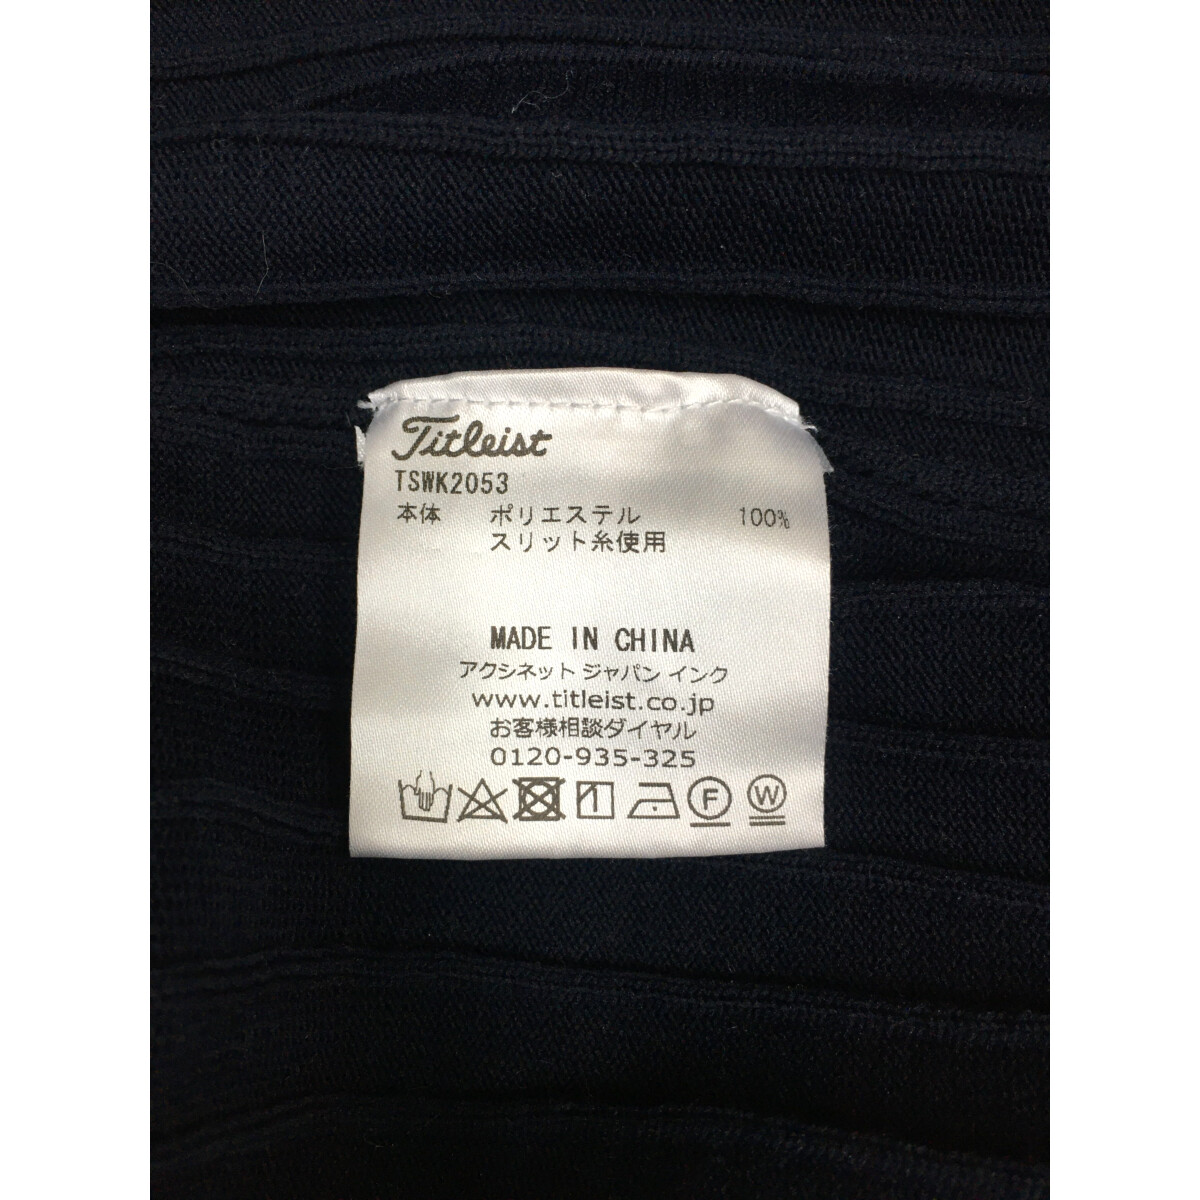 Titleist
TSWK2053
本体 ポリエステル 100%
スリット糸使用
MADE IN CHINA
アクシネット ジャパン インク
www.titleist.co.jp
お客様相談ダイヤル
0120-935-325
F W